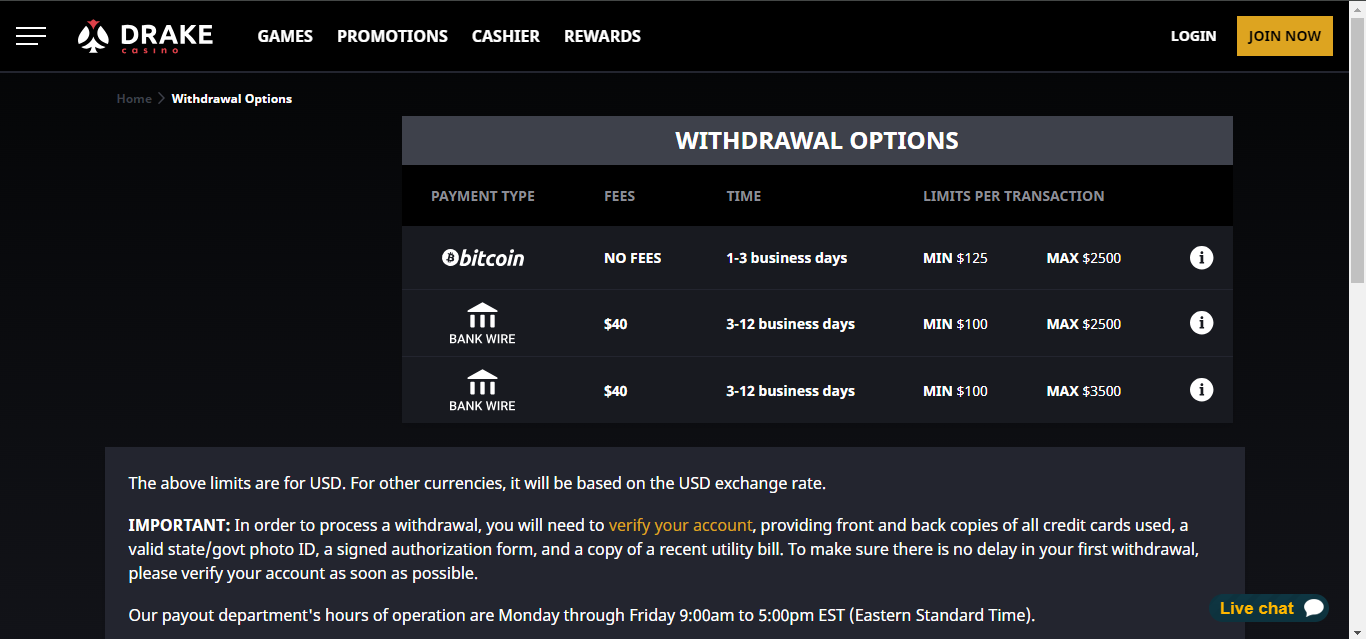 DRAKE
casino
GAMES PROMOTIONS CASHIER REWARDS LOGIN JOIN NOW
Home Withdrawal Options
WITHDRAWAL OPTIONS
PAYMENT TYPE FEES TIME LIMITS PER TRANSACTION
bitcoin NO FEES 1-3 business days MIN $125 MAX $2500
BANK WIRE $40 3-12 business days MIN $100 MAX $2500
BANK WIRE $40 3-12 business days MIN $100 MAX $3500
The above limits are for USD. For other currencies, it will be based on the USD exchange rate.
IMPORTANT: In order to process a withdrawal, you will need to verify your account, providing front and back copies of all credit cards used, a
valid state/govt photo ID, a signed authorization form, and a copy of a recent utility bill. To make sure there is no delay in your first withdrawal,
please verify your account as soon as possible.
Our payout department's hours of operation are Monday through Friday 9:00am to 5:00pm EST (Eastern Standard Time).
Live chat